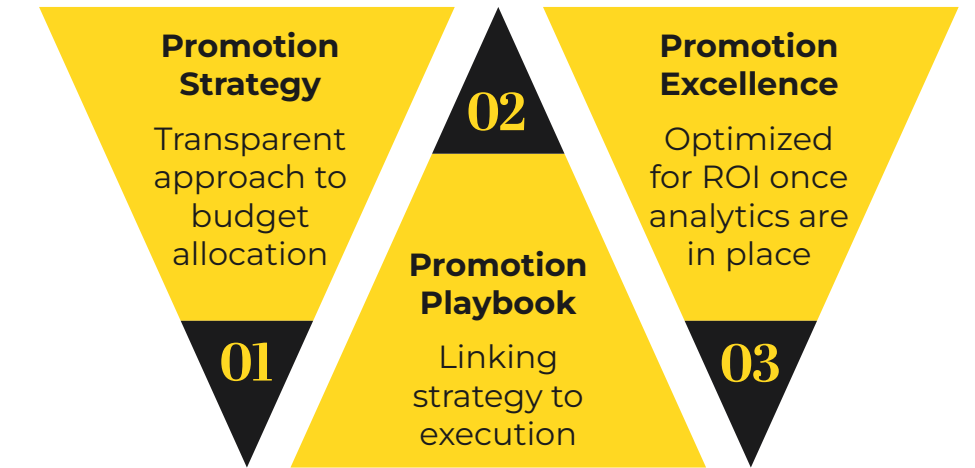 Promotion
Strategy
Transparent
approach to
budget
allocation
01
02
Promotion
Playbook
Linking
strategy to
execution
Promotion
Excellence
Optimized
for ROI once
analytics are
in place
03